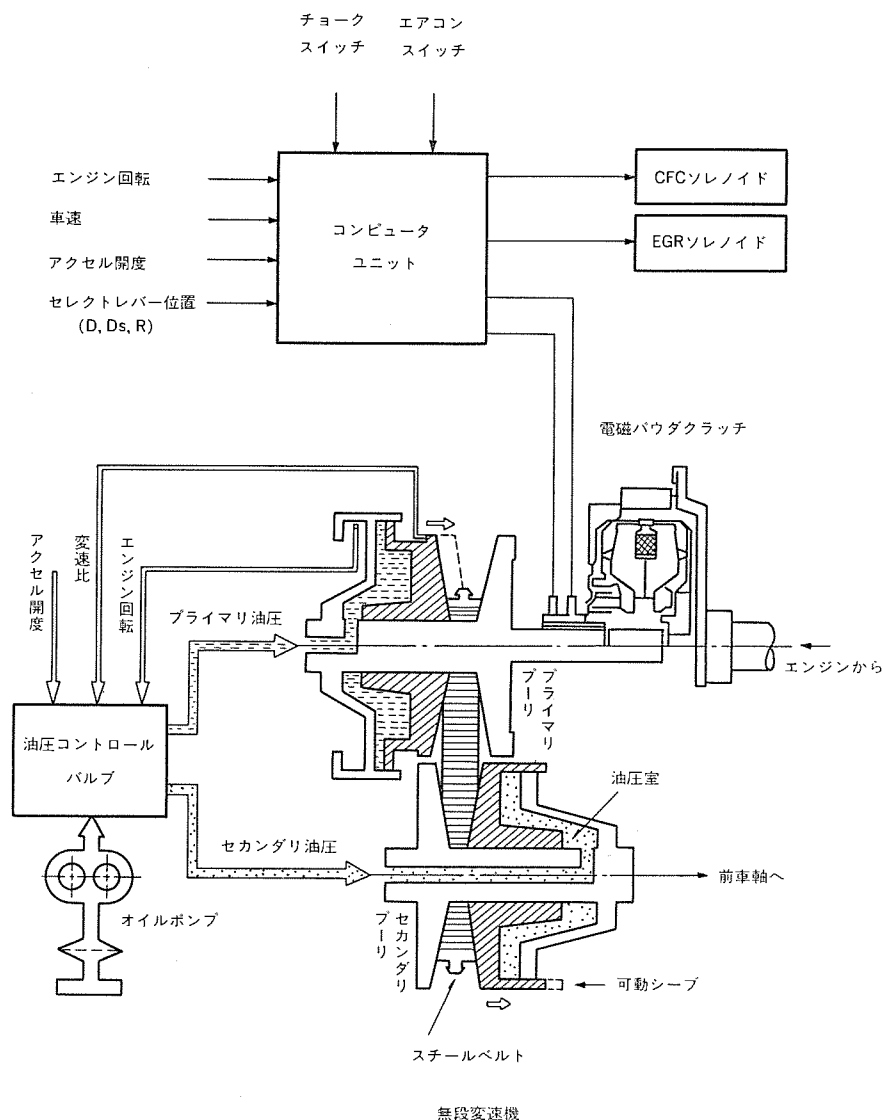 チョーク
スイッチ
エアコン
スイッチ
エンジン回転
車速
アクセル開度
セレクトレバー位置
(D, Ds, R)
コンピュータ
ユニット
CFCソレノイド
EGRソレノイド
電磁パウダクラッチ
アクセル開度
変速比
エンジン回転
プライマリ油圧
エンジンから
プライマリ
プーリ
油圧コントロール
バルブ
油圧室
セカンダリ油圧
前車軸へ
オイルポンプ
セカンダリ
プーリ
可動シーブ
スチールベルト
無段変速機